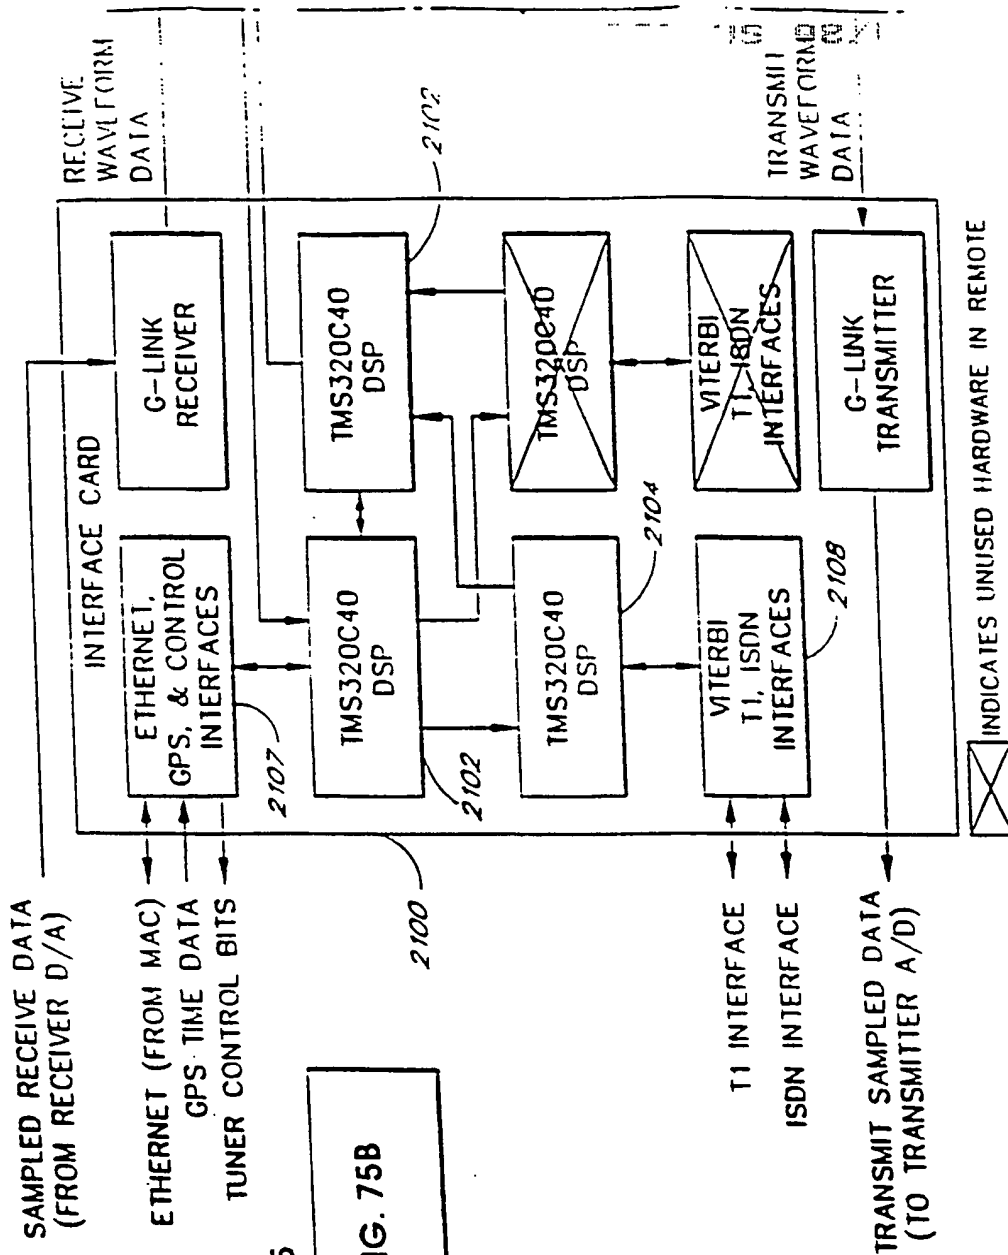 SAMPLED RECEIVE DATA
(FROM RECEIVER D/A)
ETHERNET (FROM MAC)
GPS TIME DATA
TUNER CONTROL BITS
INTERFACE CARD
ETHERNET,
GPS, & CONTROL
INTERFACES
2107
G-LINK
RECEIVER
RECEIVE
WAVEFORM
DATA
TMS320C40
DSP
2102
TMS320C40
DSP
2102
2100
TMS320C40
DSP
2104
TMS320C40
DSP
T1 INTERFACE
ISDN INTERFACE
VITERBI
T1, ISDN
INTERFACES
2108
VITERBI
T1, ISDN
INTERFACES
TRANSMIT
WAVEFORM
DATA
G-LINK
TRANSMITTER
TRANSMIT SAMPLED DATA
(TO TRANSMITTER A/D)
INDICATES UNUSED HARDWARE IN REMOTE
75B